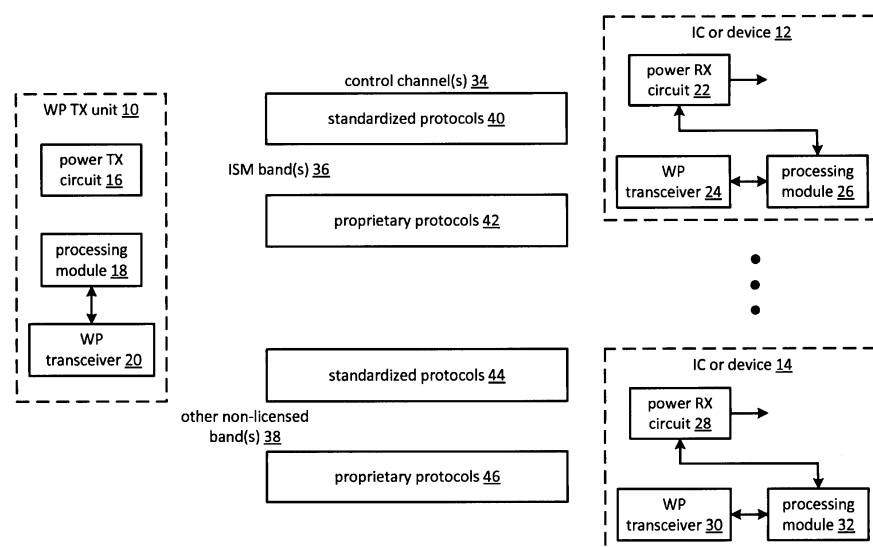 WP TX unit 10
power TX
circuit 16
processing
module 18
WP
transceiver 20
control channel(s) 34
standardized protocols 40
ISM band(s) 36
proprietary protocols 42
standardized protocols 44
other non-licensed
band(s) 38
proprietary protocols 46
IC or device 12
power RX
circuit 22
WP
transceiver 24
processing
module 26
IC or device 14
power RX
circuit 28
WP
transceiver 30
processing
module 32